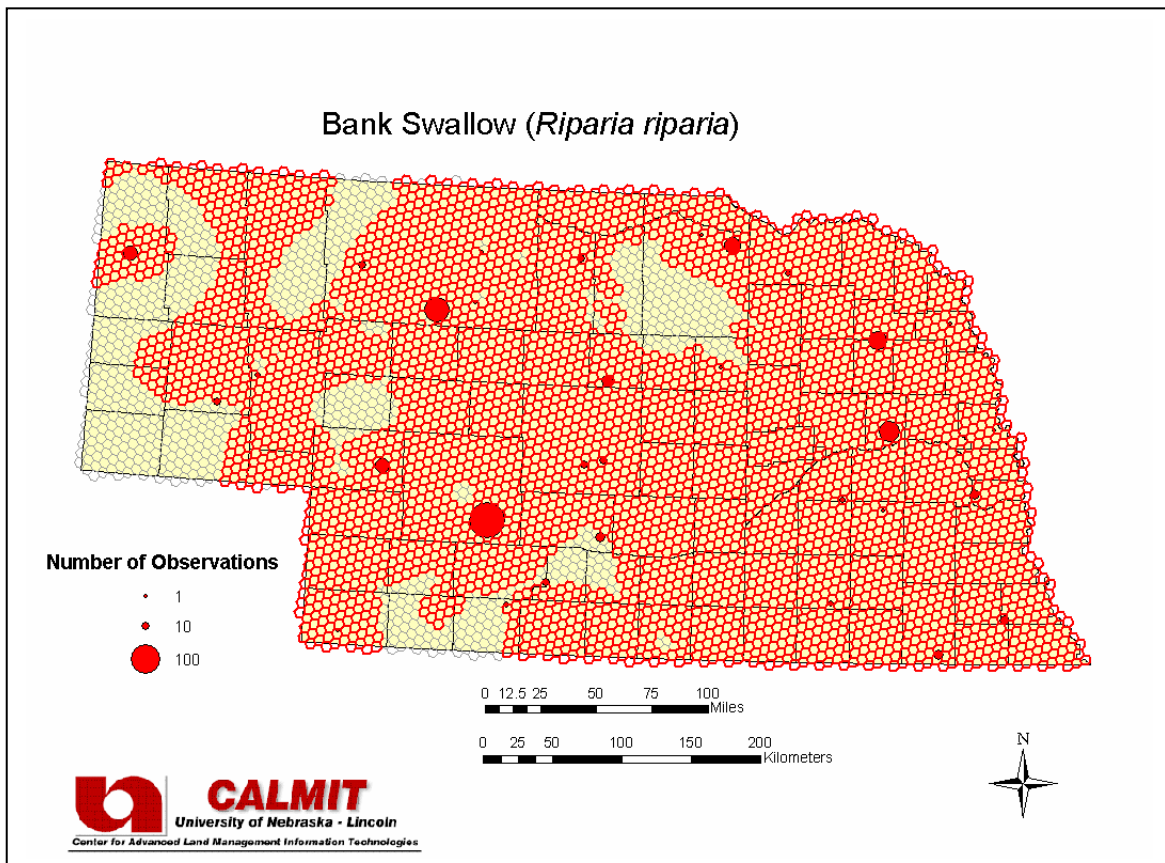 Bank Swallow (Riparia riparia)
Number of Observations
1
10
100
0 12.5 25 50 75 100
Miles
0 25 50 100 150 200
Kilometers
N
CALMIT
University of Nebraska - Lincoln
Center for Advanced Land Management Information Technologies